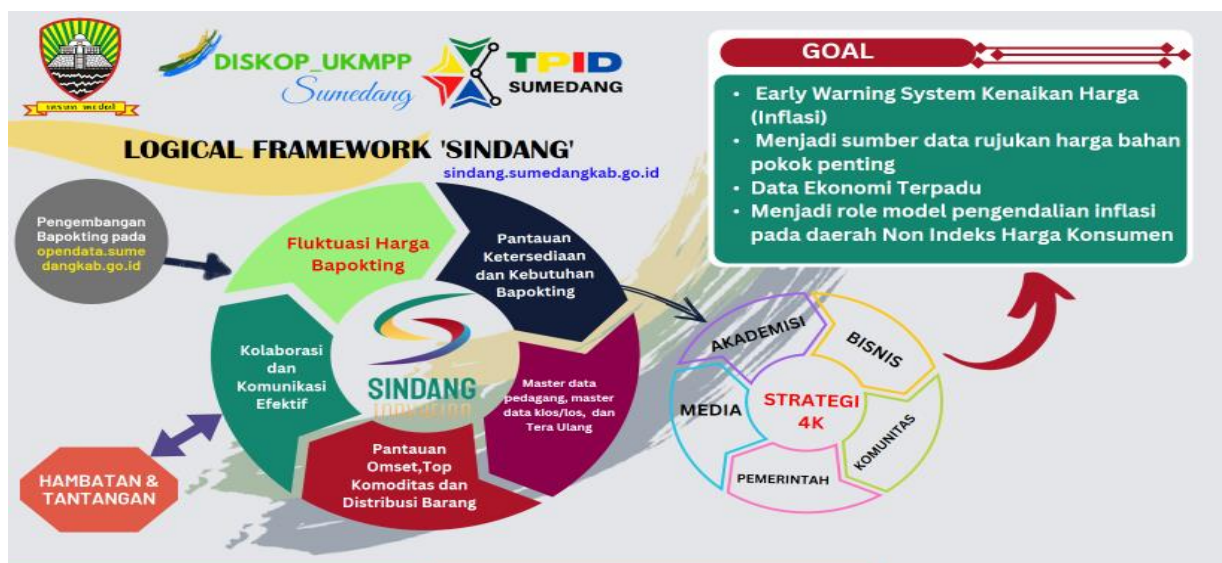 DISKOP_UKMPP
Sumedang
TPID
SUMEDANG
LOGICAL FRAMEWORK 'SINDANG'
sindang.sumedangkab.go.id
GOAL
• Early Warning System Kenaikan Harga
(Inflasi)
• Menjadi sumber data rujukan harga bahan
pokok penting
• Data Ekonomi Terpadu
• Menjadi role model pengendalian inflasi
pada daerah Non Indeks Harga Konsumen
Pengembangan
Bapokting pada
opendata.sume
dangkab.go.id
Fluktuasi Harga
Bapokting
Pantauan
Ketersediaan
dan Kebutuhan
Bapokting
Master data
pedagang, master
data kios/los, dan
Tera Ulang
Pantauan
Omset,Top
Komoditas dan
Distribusi Barang
Kolaborasi
dan
Komunikasi
Efektif
SINDANG
HAMBATAN &
TANTANGAN
AKADEMISI
BISNIS
KOMUNITAS
PEMERINTAH
MEDIA
STRATEGI
4K